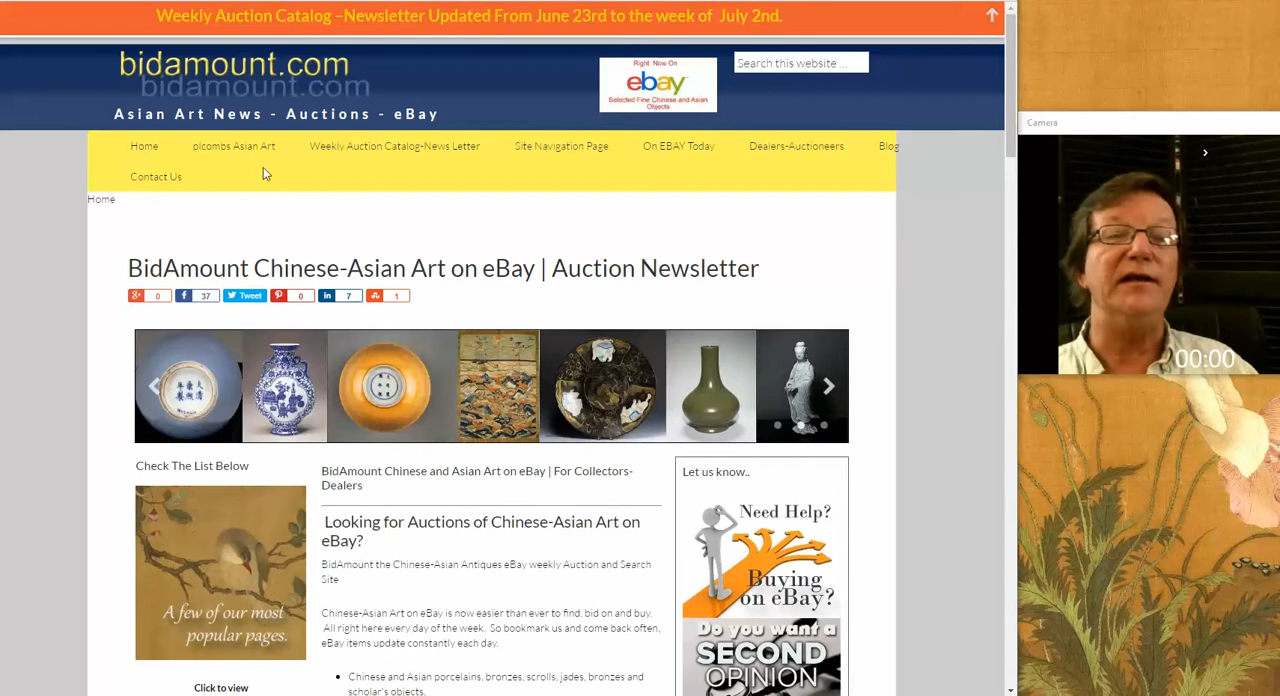 Weekly Auction Catalog –Newsletter Updated From June 23rd to the week of July 2nd.
bidamount.com
bidamount.com
Asian Art News - Auctions - eBay
Right Now On
ebay
Selected Fine Chinese and Asian
Objects
Search this website …
Home plcombs Asian Art Weekly Auction Catalog-News Letter Site Navigation Page On EBAY Today Dealers-Auctioneers Blog
Contact Us
Home
BidAmount Chinese-Asian Art on eBay | Auction Newsletter
0 37 Tweet 0 7 1
Check The List Below
A few of our most
popular pages.
Click to view
BidAmount Chinese and Asian Art on eBay | For Collectors-
Dealers
Looking for Auctions of Chinese-Asian Art on
eBay?
BidAmount the Chinese-Asian Antiques eBay weekly Auction and Search
Site
Chinese-Asian Art on eBay is now easier than ever to find, bid on and buy.
All right here every day of the week. So bookmark us and come back often,
eBay items update constantly each day.
• Chinese and Asian porcelains, bronzes, scrolls, jades, bronzes and
scholar's objects.
Let us know..
Need Help?
Buying
on eBay?
Do you want a
SECOND
OPINION
Camera
00:00